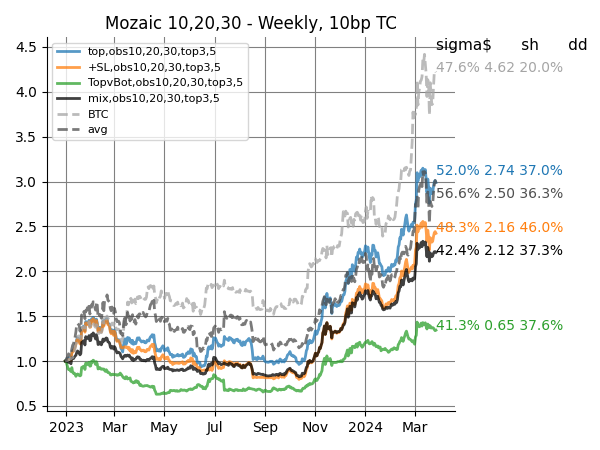 Mozaic 10,20,30 - Weekly, 10bp TC
sigma$ sh dd
top,obs10,20,30,top3,5
+SL,obs10,20,30,top3,5
TopvBot,obs10,20,30,top3,5
mix,obs10,20,30,top3,5
BTC
avg
47.6% 4.62 20.0%
52.0% 2.74 37.0%
56.6% 2.50 36.3%
48.3% 2.16 46.0%
42.4% 2.12 37.3%
41.3% 0.65 37.6%
4.5
4.0
3.5
3.0
2.5
2.0
1.5
1.0
0.5
2023 Mar May Jul Sep Nov 2024 Mar